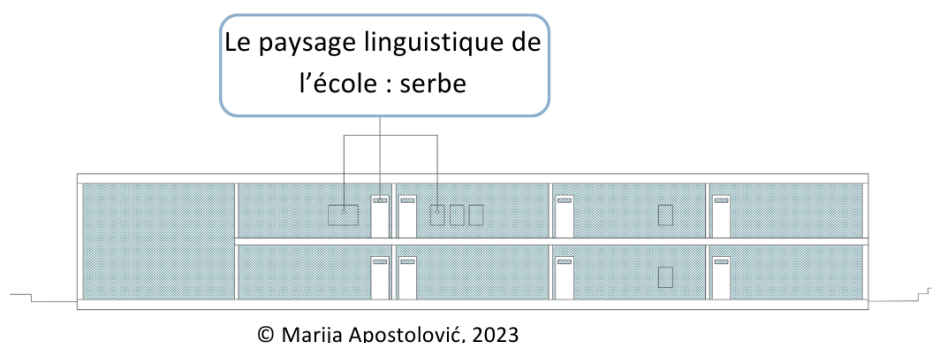 Le paysage linguistique de
l’école : serbe
© Marija Apostolović, 2023